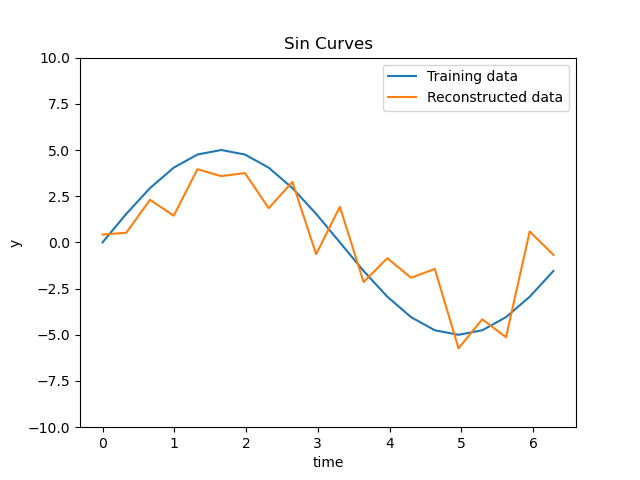 Sin Curves
Training data
Reconstructed data
10.0
7.5
5.0
2.5
0.0
−2.5
−5.0
−7.5
−10.0
y
0 1 2 3 4 5 6
time